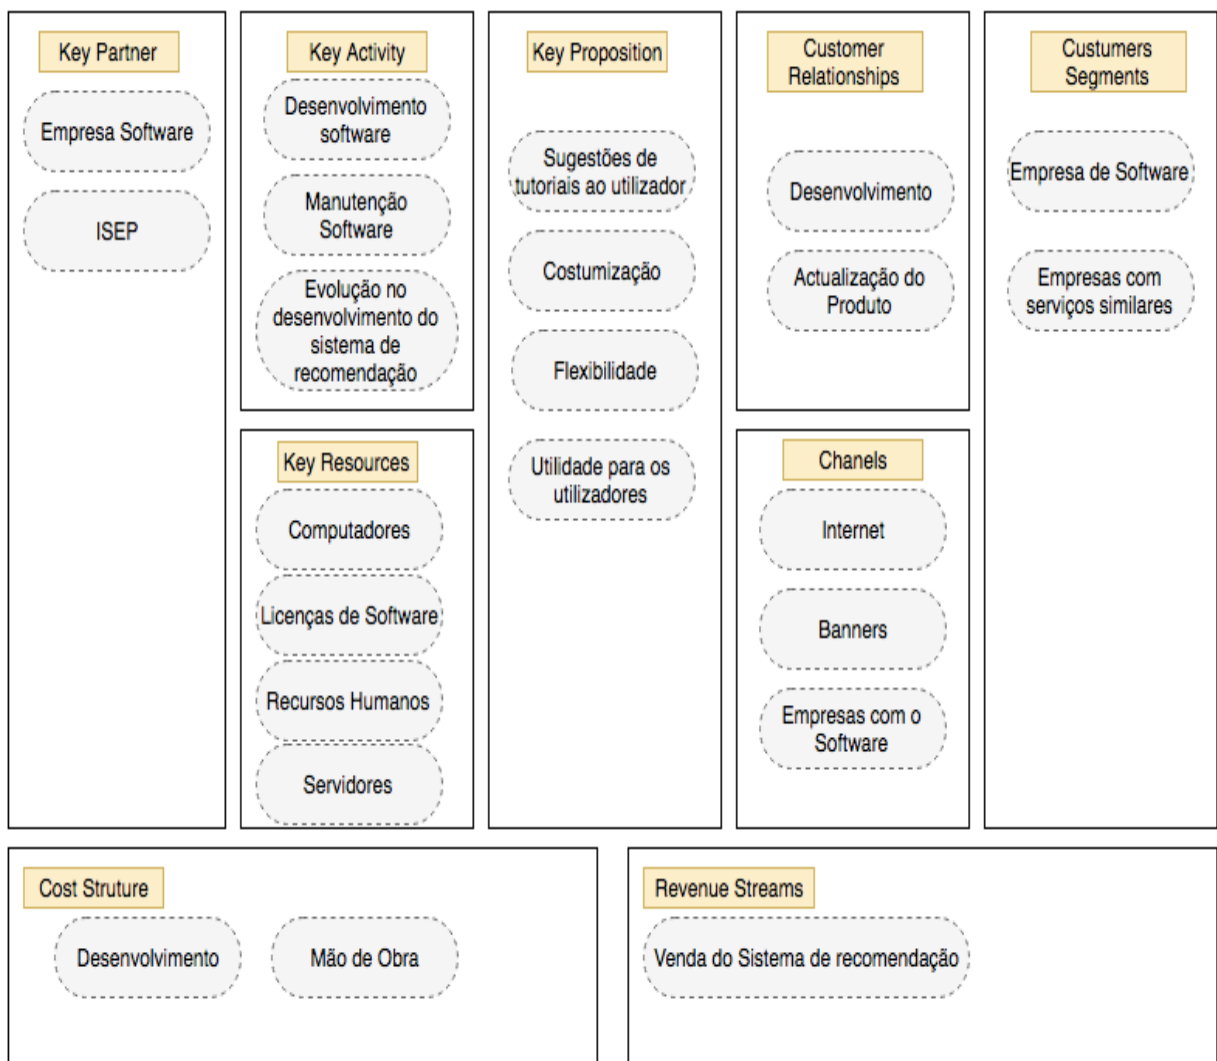 Key Partner
Empresa Software
ISEP
Key Activity
Desenvolvimento
software
Manutenção
Software
Evolução no
desenvolvimento do
sistema de
recomendação
Key Resources
Computadores
Licenças de Software
Recursos Humanos
Servidores
Key Proposition
Sugestões de
tutoriais ao utilizador
Costumização
Flexibilidade
Utilidade para os
utilizadores
Customer
Relationships
Desenvolvimento
Actualização do
Produto
Chanels
Internet
Banners
Empresas com o
Software
Custumers
Segments
Empresa de Software
Empresas com
serviços similares
Cost Struture
Desenvolvimento
Mão de Obra
Revenue Streams
Venda do Sistema de recomendação